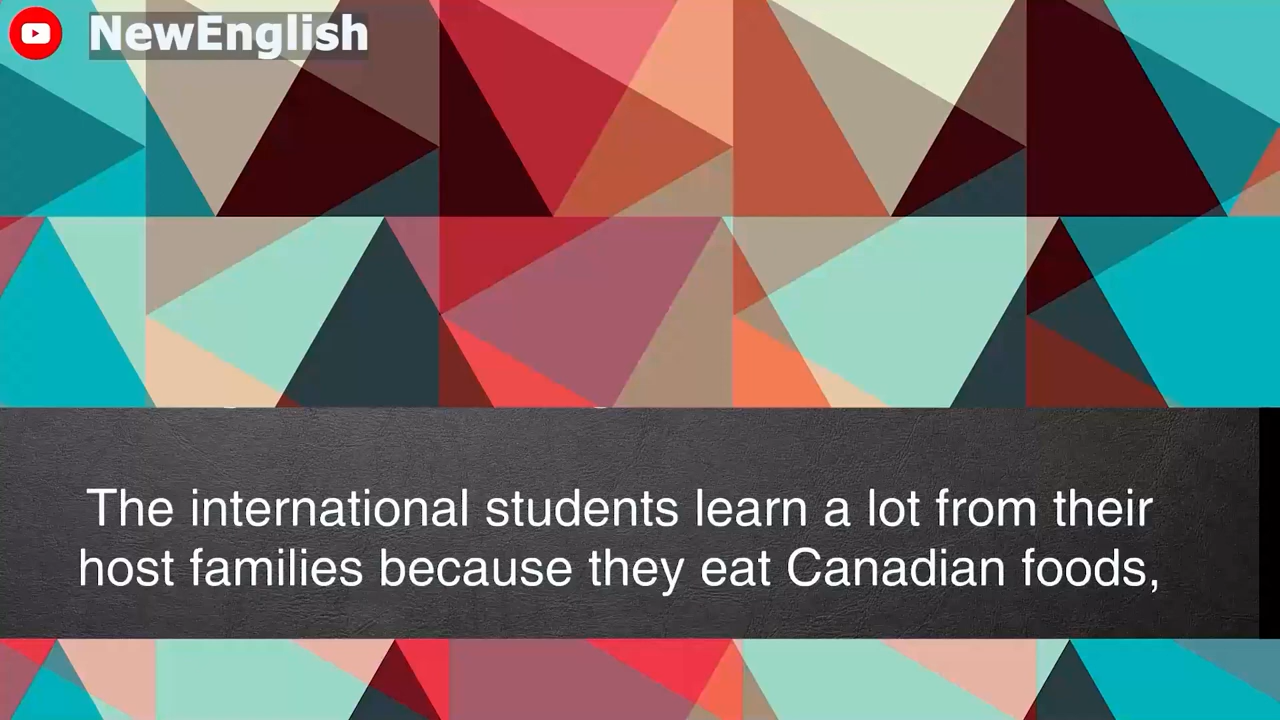 NewEnglish
The international students learn a lot from their
host families because they eat Canadian foods,